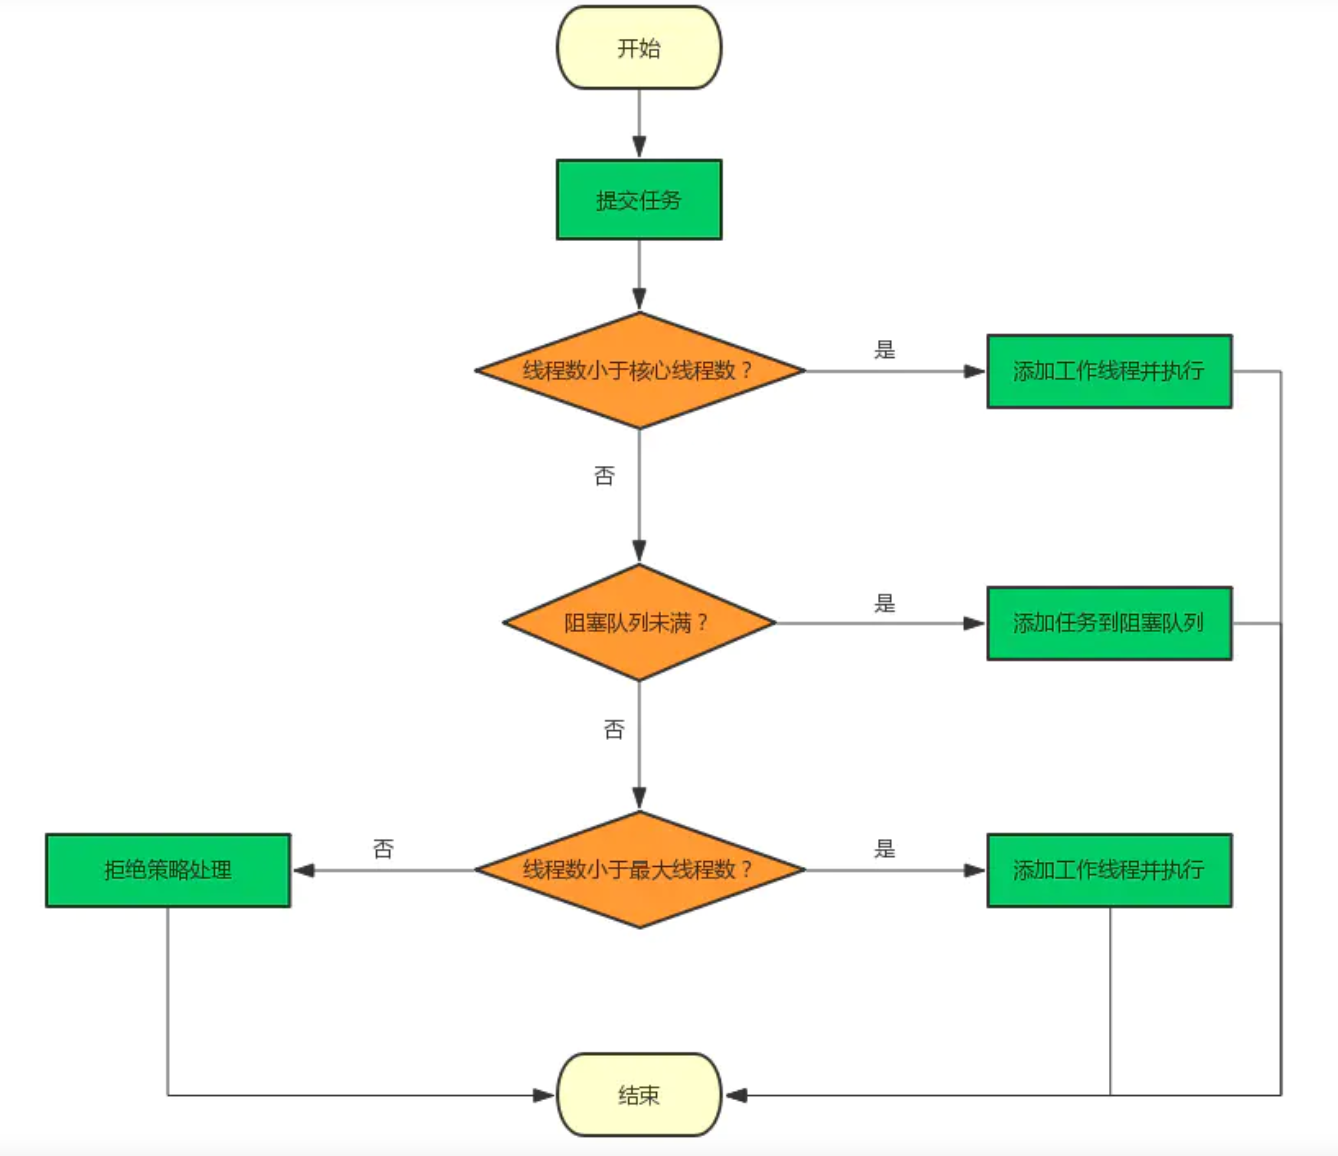 开始
提交任务
线程数小于核心线程数？
是
添加工作线程并执行
否
阻塞队列未满？
是
添加任务到阻塞队列
否
拒绝策略处理
否
线程数小于最大线程数？
是
添加工作线程并执行
结束